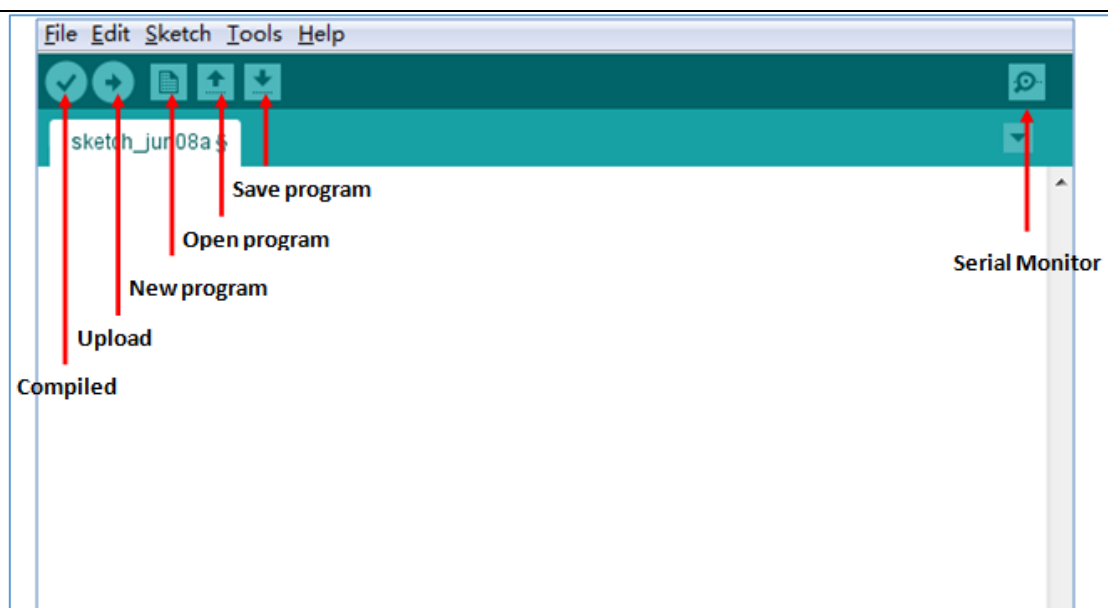 File Edit Sketch Tools Help
sketch_jun08a §
Save program
Open program
Serial Monitor
New program
Upload
Compiled